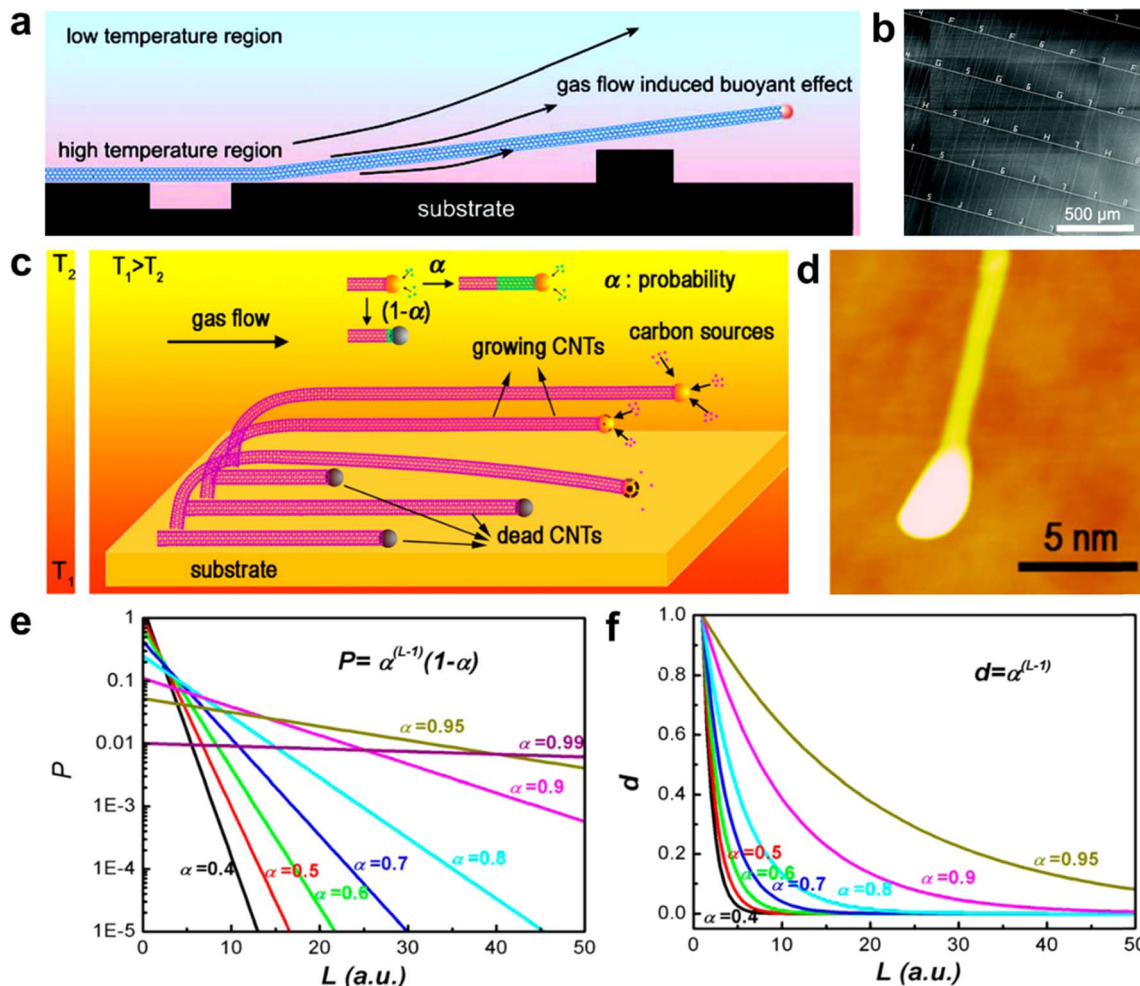 a
low temperature region
gas flow induced buoyant effect
high temperature region
substrate
b
500 μm
c
T₂
T₁
T₁>T₂
gas flow
α
(1-α)
α : probability
carbon sources
growing CNTs
dead CNTs
substrate
d
5 nm
e
P= α^(L-1)(1-α)
α=0.95
α=0.99
α=0.9
α=0.8
α=0.7
α=0.6
α=0.5
α=0.4
1
0.1
0.01
1E-3
1E-4
1E-5
P
0 10 20 30 40 50
L (a.u.)
f
d=α^(L-1)
α=0.95
α=0.9
α=0.8
α=0.7
α=0.6
α=0.5
α=0.4
1.0
0.8
0.6
0.4
0.2
0.0
d
0 10 20 30 40 50
L (a.u.)